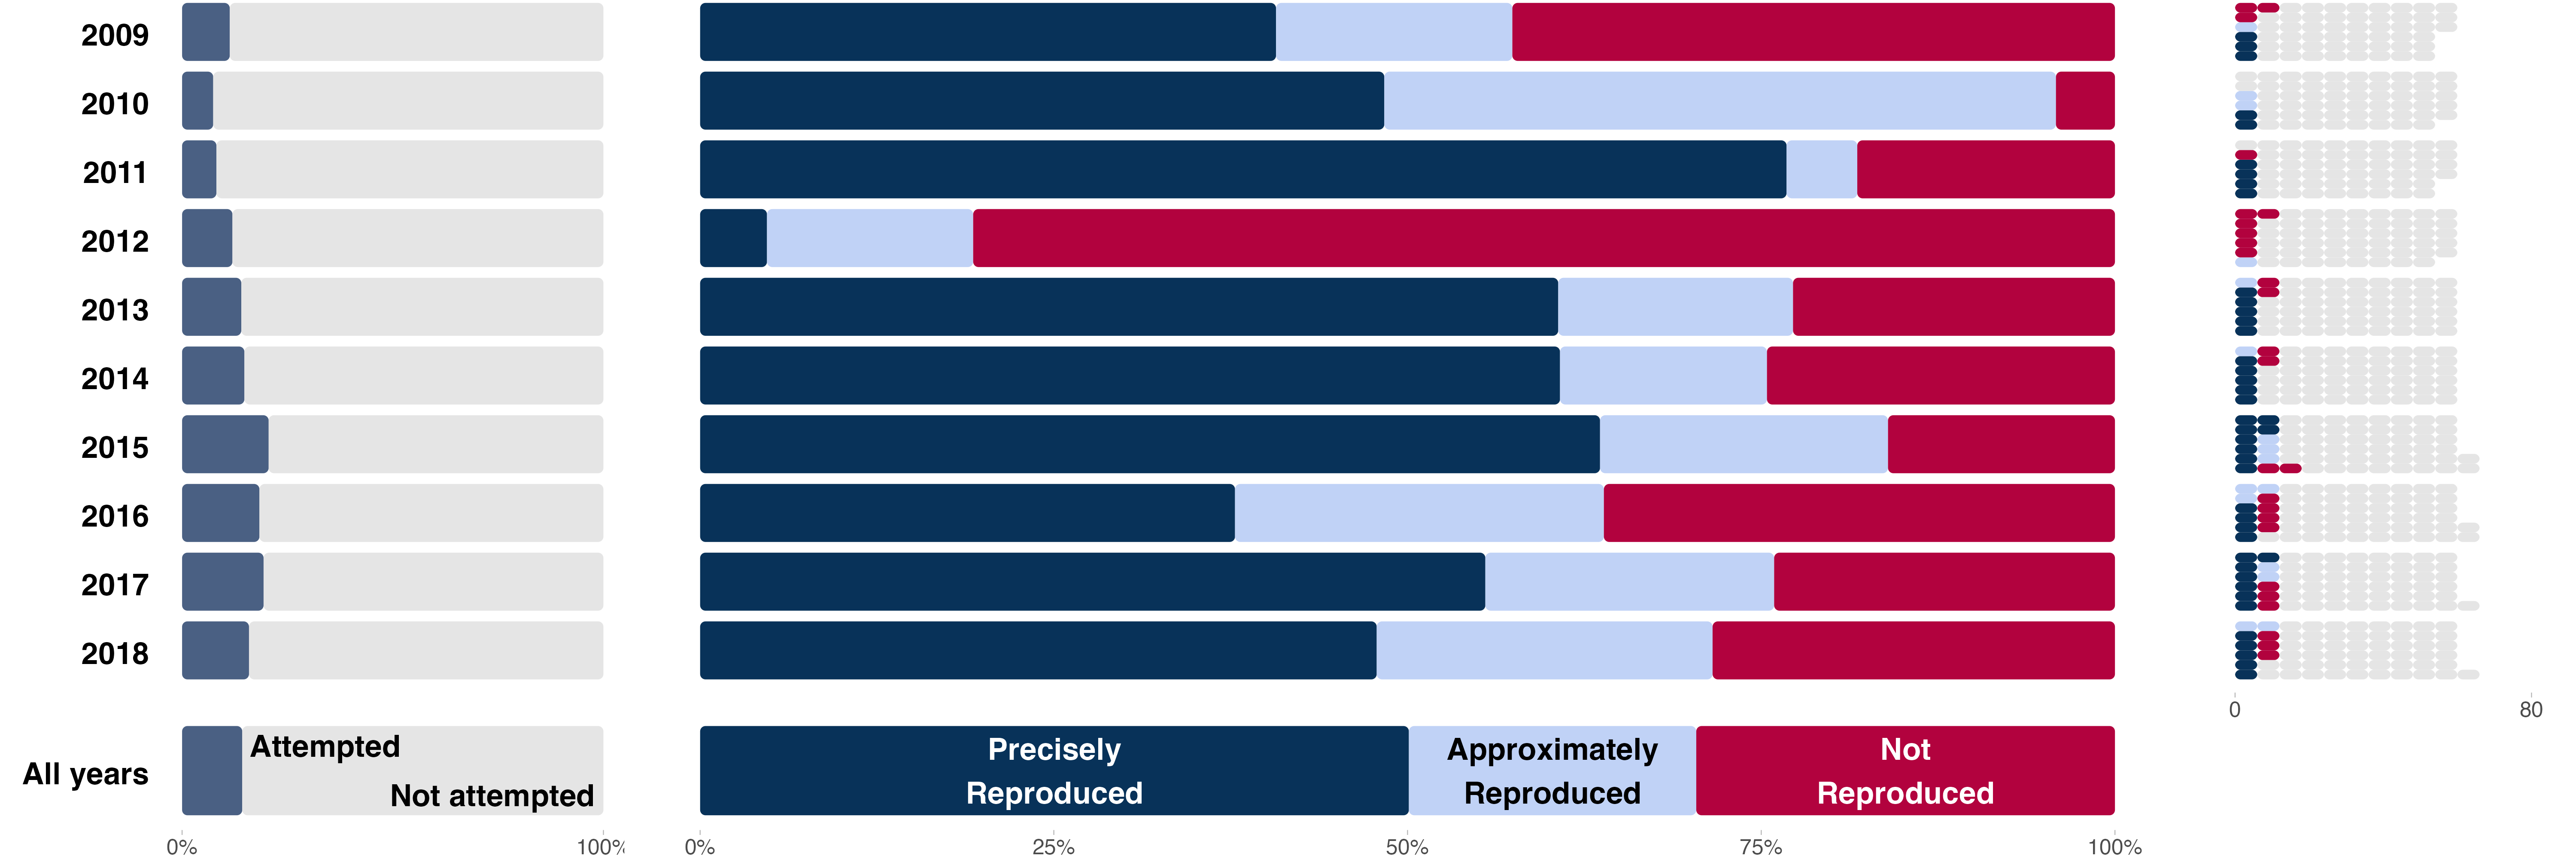 2009
2010
2011
2012
2013
2014
2015
2016
2017
2018
0 80
All years
Attempted
Not attempted
Precisely
Reproduced
Approximately
Reproduced
Not
Reproduced
0% 100% 0% 25% 50% 75% 100%